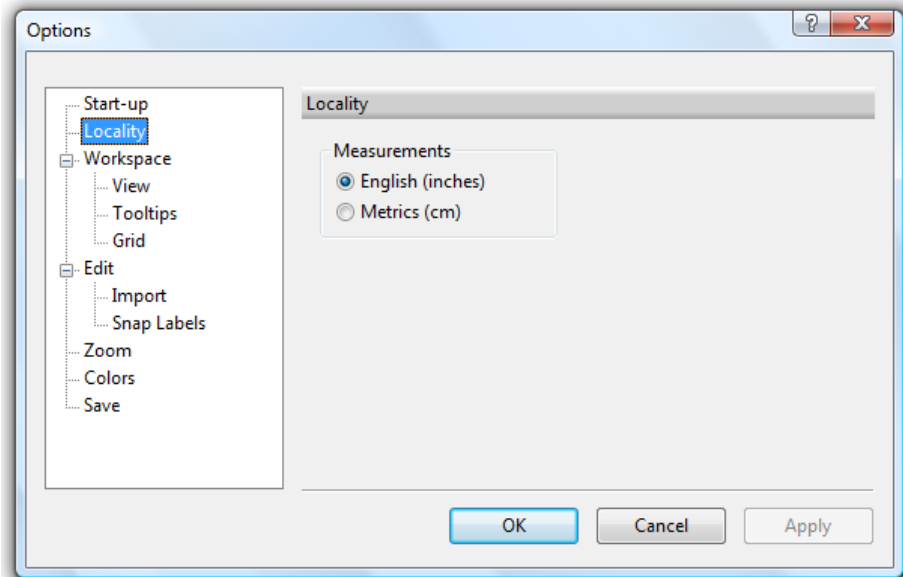 Options
Start-up
Locality
Workspace
View
Tooltips
Grid
Edit
Import
Snap Labels
Zoom
Colors
Save
Locality
Measurements
English (inches)
Metrics (cm)
OK
Cancel
Apply